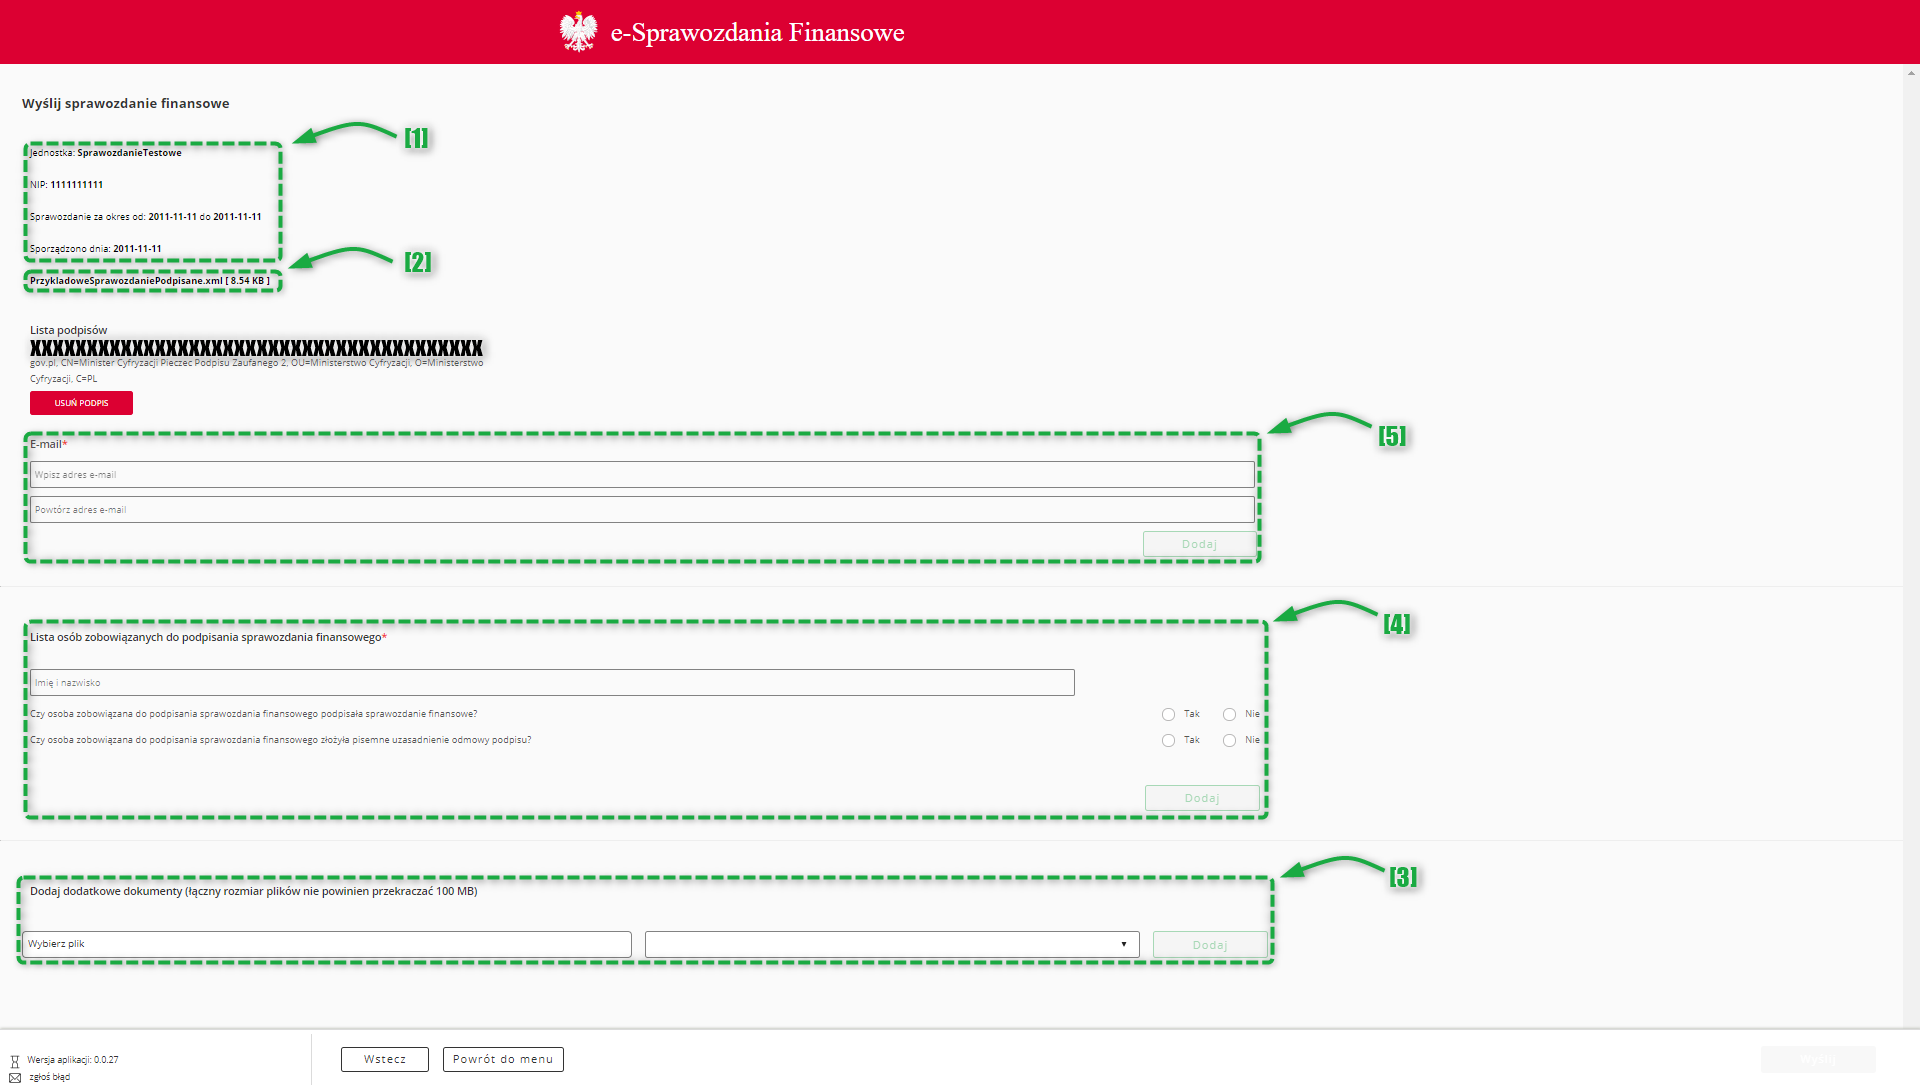 e-Sprawozdania Finansowe
Wyślij sprawozdanie finansowe
[1]
Jednostka: SprawozdanieTestowe
NIP: 1111111111
Sprawozdanie za okres od: 2011-11-11 do 2011-11-11
Sporządzono dnia: 2011-11-11
[2]
PrzykladoweSprawozdaniePodpisane.xml [ 8.54 KB ]
Lista podpisów
XXXXXXXXXXXXXXXXXXXXXXXXXXXXXXXXXXXXXXXX
gov.pl, CN=Minister Cyfryzacji Pieczec Podpisu Zaufanego 2, OU=Ministerstwo Cyfryzacji, O=Ministerstwo
Cyfryzacji, C=PL
USUŃ PODPIS
[5]
E-mail*
Wpisz adres e-mail
Powtórz adres e-mail
Dodaj
[4]
Lista osób zobowiązanych do podpisania sprawozdania finansowego*
Imię i nazwisko
Czy osoba zobowiązana do podpisania sprawozdania finansowego podpisała sprawozdanie finansowe? Tak Nie
Czy osoba zobowiązana do podpisania sprawozdania finansowego złożyła pisemne uzasadnienie odmowy podpisu? Tak Nie
Dodaj
[3]
Dodaj dodatkowe dokumenty (łączny rozmiar plików nie powinien przekraczać 100 MB)
Wybierz plik Dodaj
Wersja aplikacji: 0.0.27
zgłoś błąd
Wstecz Powrót do menu Wyślij